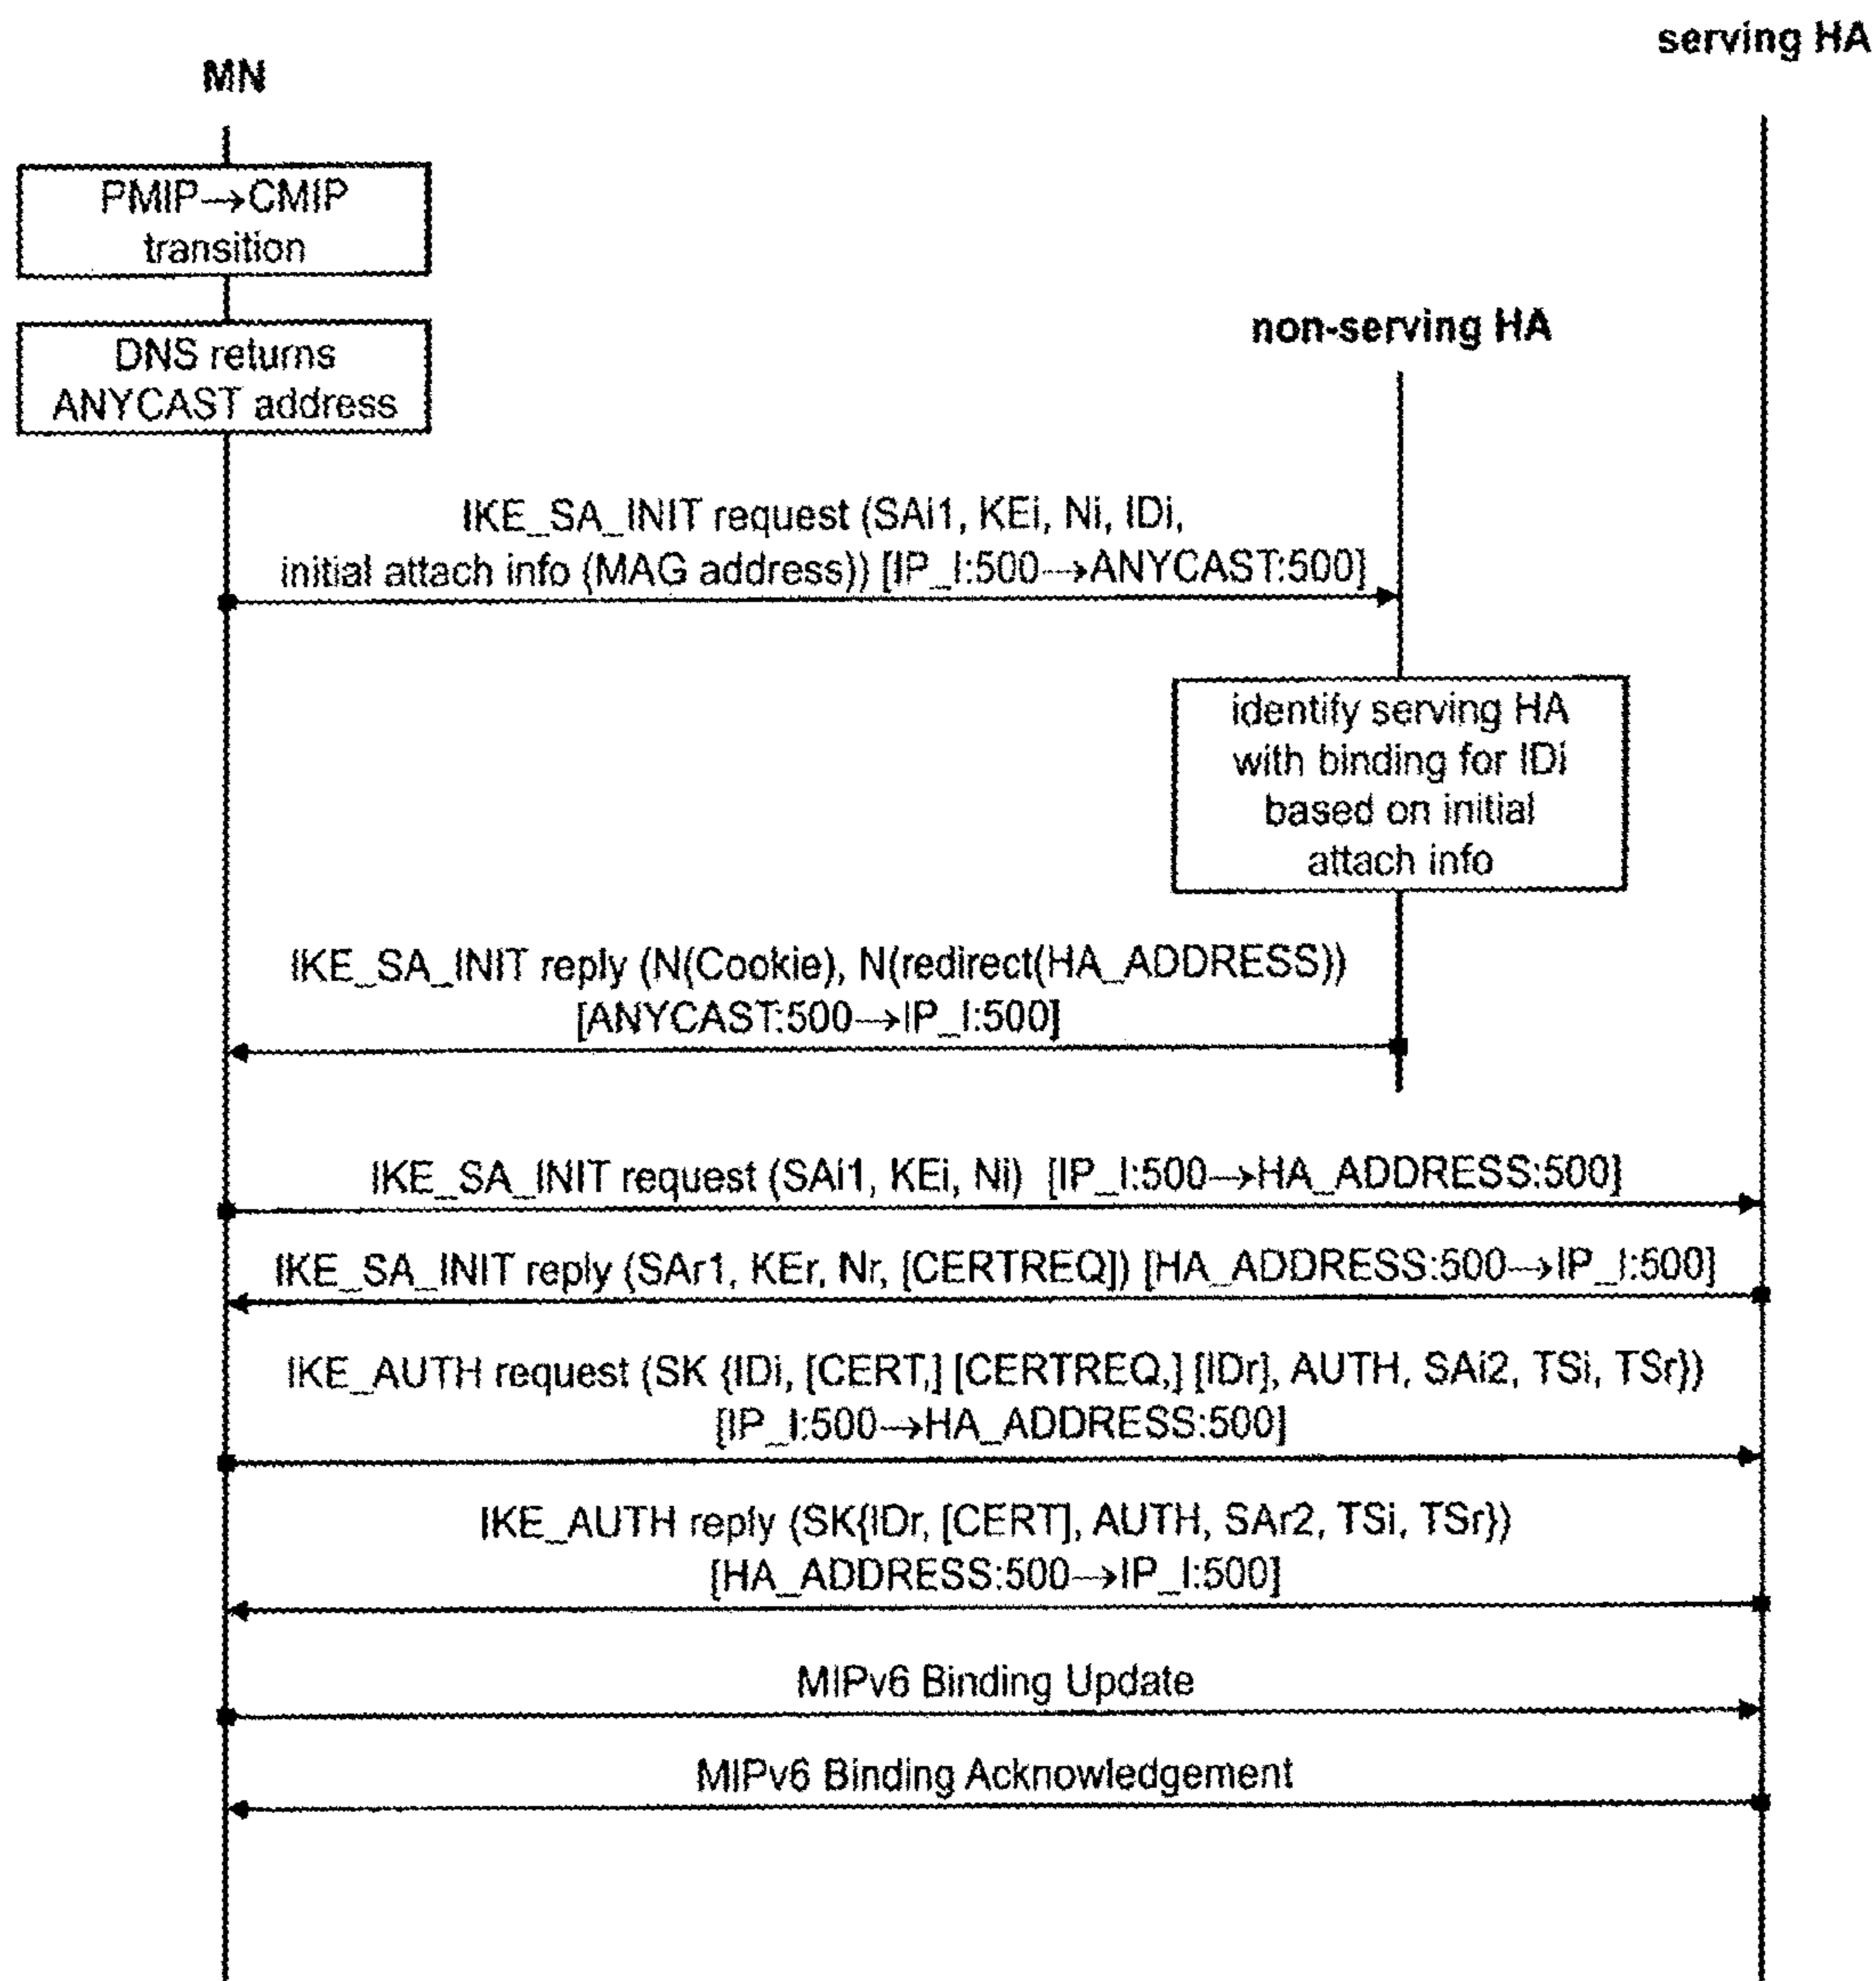 serving HA
MN
PMIP→CMIP
transition
non-serving HA
DNS returns
ANYCAST address
IKE_SA_INIT request (SAi1, KEi, Ni, IDi,
initial attach info (MAG address)) [IP_I:500→ANYCAST:500]
identify serving HA
with binding for IDi
based on initial
attach info
IKE_SA_INIT reply (N(Cookie), N(redirect(HA_ADDRESS))
[ANYCAST:500→IP_I:500]
IKE_SA_INIT request (SAi1, KEi, Ni) [IP_I:500→HA_ADDRESS:500]
IKE_SA_INIT reply (SAr1, KEr, Nr, [CERTREQ]) [HA_ADDRESS:500→IP_I:500]
IKE_AUTH request (SK {IDi, [CERT,] [CERTREQ,] [IDr], AUTH, SAi2, TSi, TSr})
[IP_I:500→HA_ADDRESS:500]
IKE_AUTH reply (SK{IDr, [CERT], AUTH, SAr2, TSi, TSr})
[HA_ADDRESS:500→IP_I:500]
MIPv6 Binding Update
MIPv6 Binding Acknowledgement